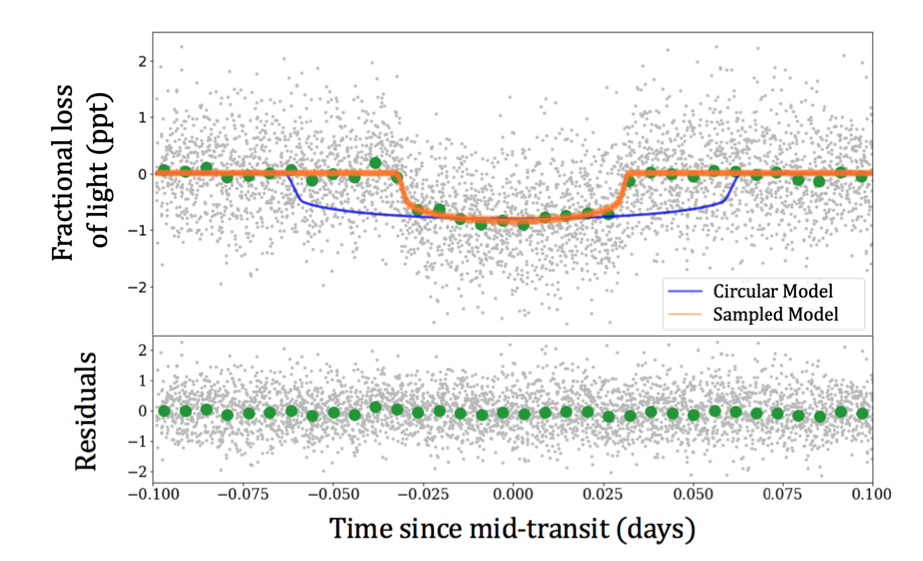 Fractional loss
of light (ppt)
2
1
0
−1
−2
Circular Model
Sampled Model
Residuals
2
1
0
−1
−2
−0.100 −0.075 −0.050 −0.025 0.000 0.025 0.050 0.075 0.100
Time since mid-transit (days)